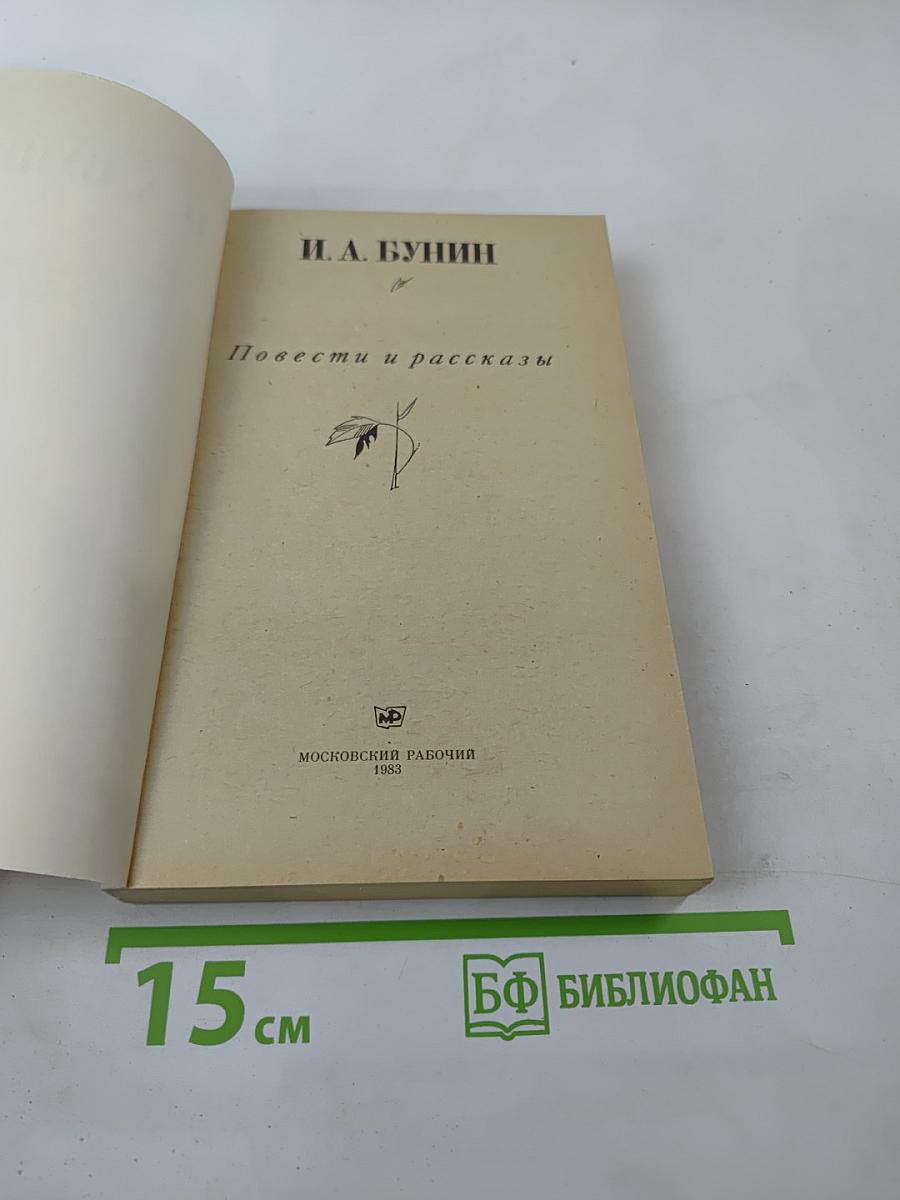 И. А. БУНИН
Повести и рассказы
МР
МОСКОВСКИЙ РАБОЧИЙ
1983
15 см
БФ БИБЛИОФАН